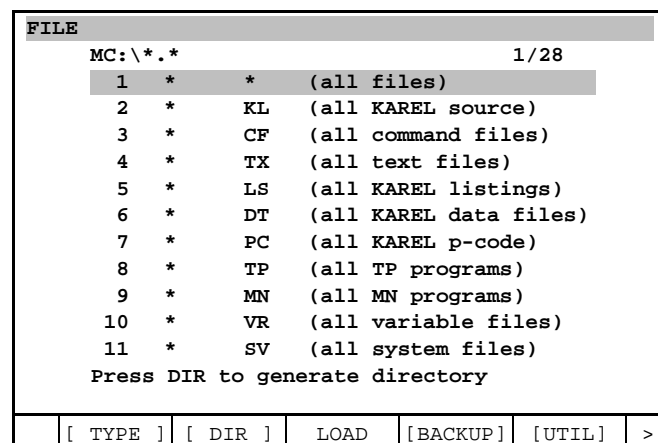 FILE
MC:\*.* 1/28
1 * * (all files)
2 * KL (all KAREL source)
3 * CF (all command files)
4 * TX (all text files)
5 * LS (all KAREL listings)
6 * DT (all KAREL data files)
7 * PC (all KAREL p-code)
8 * TP (all TP programs)
9 * MN (all MN programs)
10 * VR (all variable files)
11 * SV (all system files)
Press DIR to generate directory
[ TYPE ] [ DIR ] LOAD [BACKUP] [UTIL] >